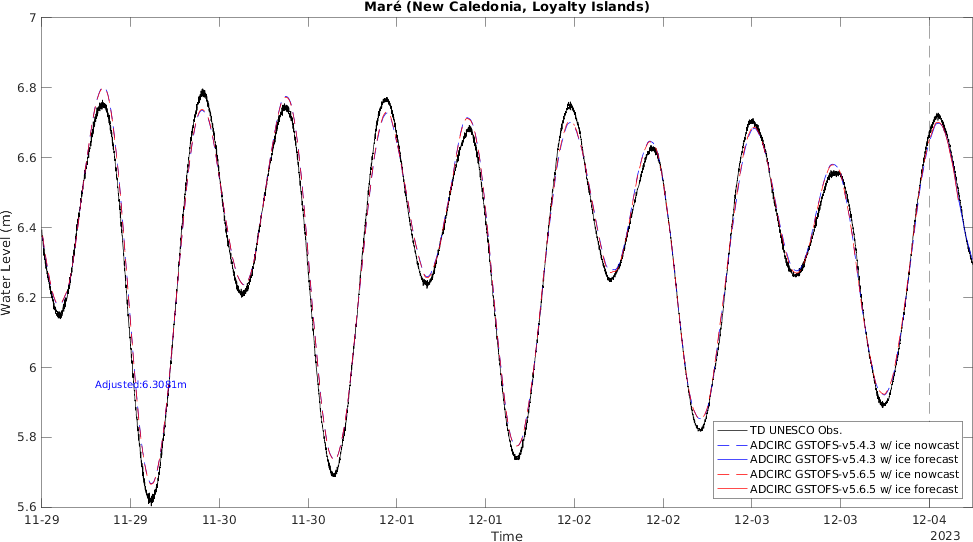 Maré (New Caledonia, Loyalty Islands)
7
6.8
6.6
6.4
6.2
6
5.8
5.6
Water Level (m)
Adjusted:6.3081m
TD UNESCO Obs.
ADCIRC GSTOFS-v5.4.3 w/ ice nowcast
ADCIRC GSTOFS-v5.4.3 w/ ice forecast
ADCIRC GSTOFS-v5.6.5 w/ ice nowcast
ADCIRC GSTOFS-v5.6.5 w/ ice forecast
11-29 11-29 11-30 11-30 12-01 12-01 12-02 12-02 12-03 12-03 12-04
Time
2023